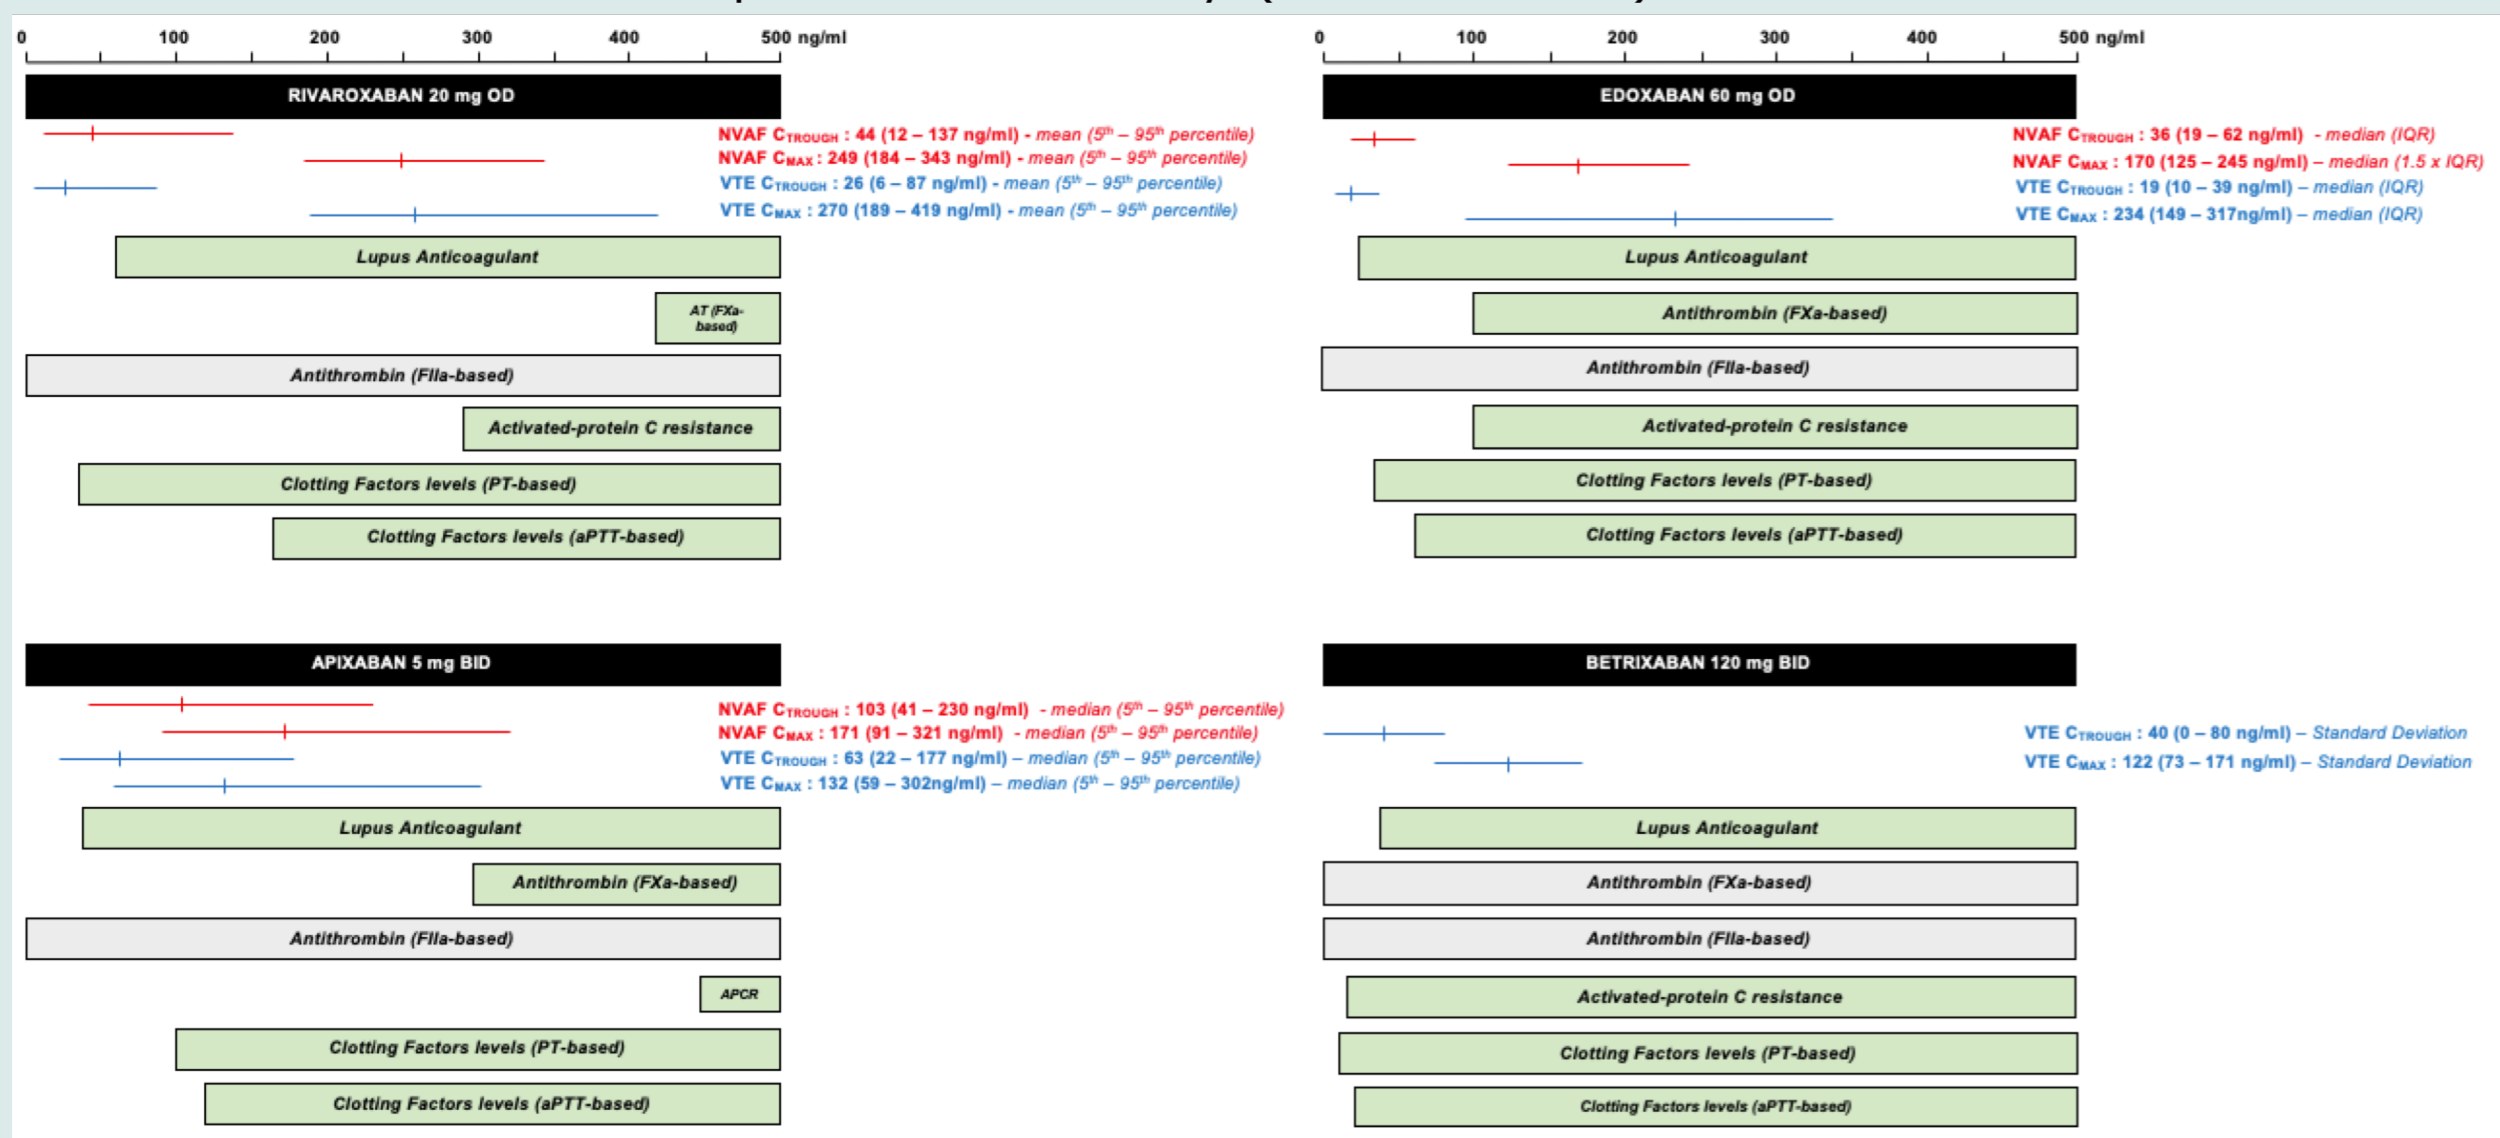 0 100 200 300 400 500 ng/ml
RIVAROXABAN 20 mg OD
NVAF CTROUGH : 44 (12 – 137 ng/ml) - mean (5th – 95th percentile)
NVAF CMAX : 249 (184 – 343 ng/ml) - mean (5th – 95th percentile)
VTE CTROUGH : 26 (6 – 87 ng/ml) - mean (5th – 95th percentile)
VTE CMAX : 270 (189 – 419 ng/ml) - mean (5th – 95th percentile)
Lupus Anticoagulant
AT (FXa-
based)
Antithrombin (FIIa-based)
Activated-protein C resistance
Clotting Factors levels (PT-based)
Clotting Factors levels (aPTT-based)
0 100 200 300 400 500 ng/ml
EDOXABAN 60 mg OD
NVAF CTROUGH : 36 (19 – 62 ng/ml) - median (IQR)
NVAF CMAX : 170 (125 – 245 ng/ml) – median (1.5 x IQR)
VTE CTROUGH : 19 (10 – 39 ng/ml) – median (IQR)
VTE CMAX : 234 (149 – 317ng/ml) – median (IQR)
Lupus Anticoagulant
Antithrombin (FXa-based)
Antithrombin (FIIa-based)
Activated-protein C resistance
Clotting Factors levels (PT-based)
Clotting Factors levels (aPTT-based)
APIXABAN 5 mg BID
NVAF CTROUGH : 103 (41 – 230 ng/ml) - median (5th – 95th percentile)
NVAF CMAX : 171 (91 – 321 ng/ml) - median (5th – 95th percentile)
VTE CTROUGH : 63 (22 – 177 ng/ml) – median (5th – 95th percentile)
VTE CMAX : 132 (59 – 302ng/ml) – median (5th – 95th percentile)
Lupus Anticoagulant
Antithrombin (FXa-based)
Antithrombin (FIIa-based)
APCR
Clotting Factors levels (PT-based)
Clotting Factors levels (aPTT-based)
BETRIXABAN 120 mg BID
VTE CTROUGH : 40 (0 – 80 ng/ml) – Standard Deviation
VTE CMAX : 122 (73 – 171 ng/ml) – Standard Deviation
Lupus Anticoagulant
Antithrombin (FXa-based)
Antithrombin (FIIa-based)
Activated-protein C resistance
Clotting Factors levels (PT-based)
Clotting Factors levels (aPTT-based)